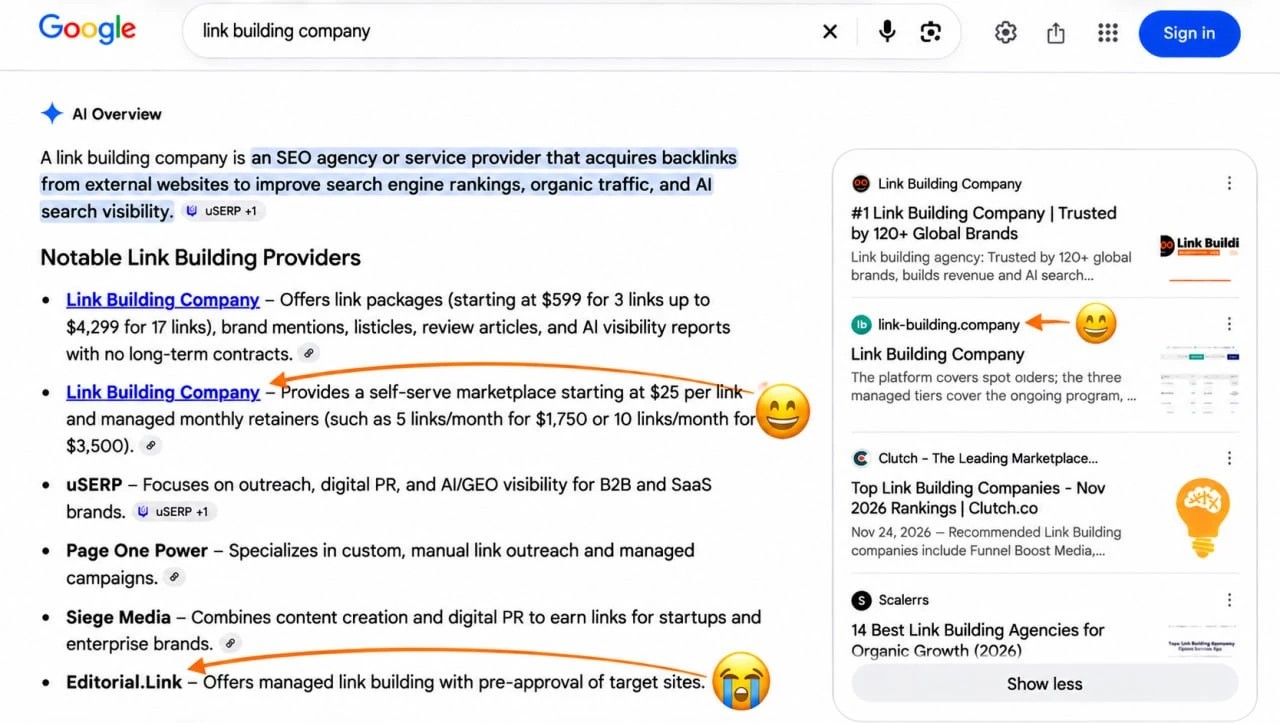 Google
link building company
Sign in
AI Overview
A link building company is an SEO agency or service provider that acquires backlinks
from external websites to improve search engine rankings, organic traffic, and AI
search visibility. uSERP +1
Notable Link Building Providers
• Link Building Company – Offers link packages (starting at $599 for 3 links up to
$4,299 for 17 links), brand mentions, listicles, review articles, and AI visibility reports
with no long-term contracts.
• Link Building Company – Provides a self-serve marketplace starting at $25 per link
and managed monthly retainers (such as 5 links/month for $1,750 or 10 links/month for
$3,500).
• uSERP – Focuses on outreach, digital PR, and AI/GEO visibility for B2B and SaaS
brands. uSERP +1
• Page One Power – Specializes in custom, manual link outreach and managed
campaigns.
• Siege Media – Combines content creation and digital PR to earn links for startups and
enterprise brands.
• Editorial.Link – Offers managed link building with pre-approval of target sites.
Link Building Company
#1 Link Building Company | Trusted
by 120+ Global Brands
Link building agency: Trusted by 120+ global
brands, builds revenue and AI search...
Link Buildi
lb link-building.company
Link Building Company
The platform covers spot orders; the three
managed tiers cover the ongoing program, ...
Clutch - The Leading Marketplace...
Top Link Building Companies - Nov
2026 Rankings | Clutch.co
Nov 24, 2026 — Recommended Link Building
companies include Funnel Boost Media,...
S Scalerrs
14 Best Link Building Agencies for
Organic Growth (2026)
Show less